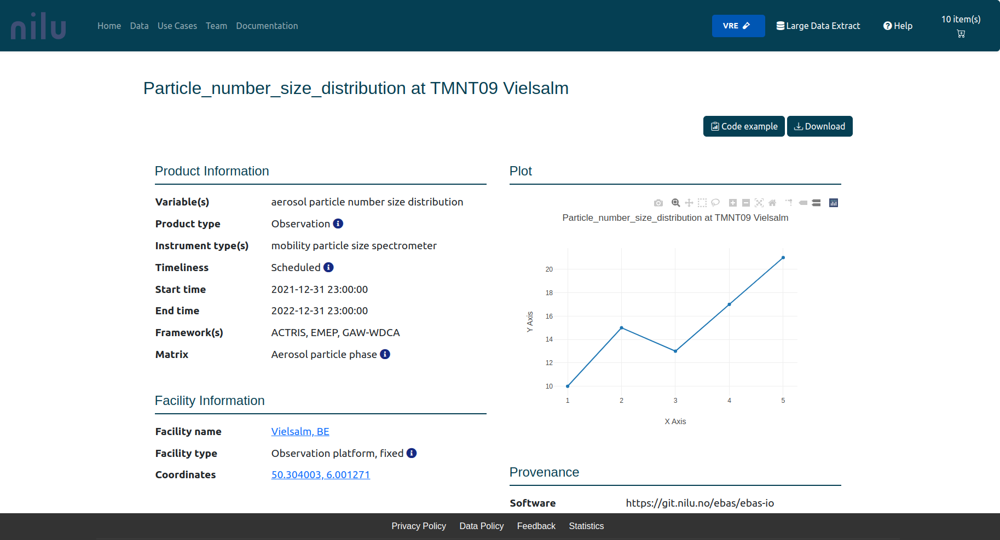 nilu
Home Data Use Cases Team Documentation
VRE
Large Data Extract
Help
10 item(s)
Particle_number_size_distribution at TMNT09 Vielsalm
Code example
Download
Product Information
Variable(s) aerosol particle number size distribution
Product type Observation
Instrument type(s) mobility particle size spectrometer
Timeliness Scheduled
Start time 2021-12-31 23:00:00
End time 2022-12-31 23:00:00
Framework(s) ACTRIS, EMEP, GAW-WDCA
Matrix Aerosol particle phase
Facility Information
Facility name Vielsalm, BE
Facility type Observation platform, fixed
Coordinates 50.304003, 6.001271
Plot
Particle_number_size_distribution at TMNT09 Vielsalm
20
18
16
14
12
10
Y Axis
1 2 3 4 5
X Axis
Provenance
Software https://git.nilu.no/ebas/ebas-io
Privacy Policy Data Policy Feedback Statistics